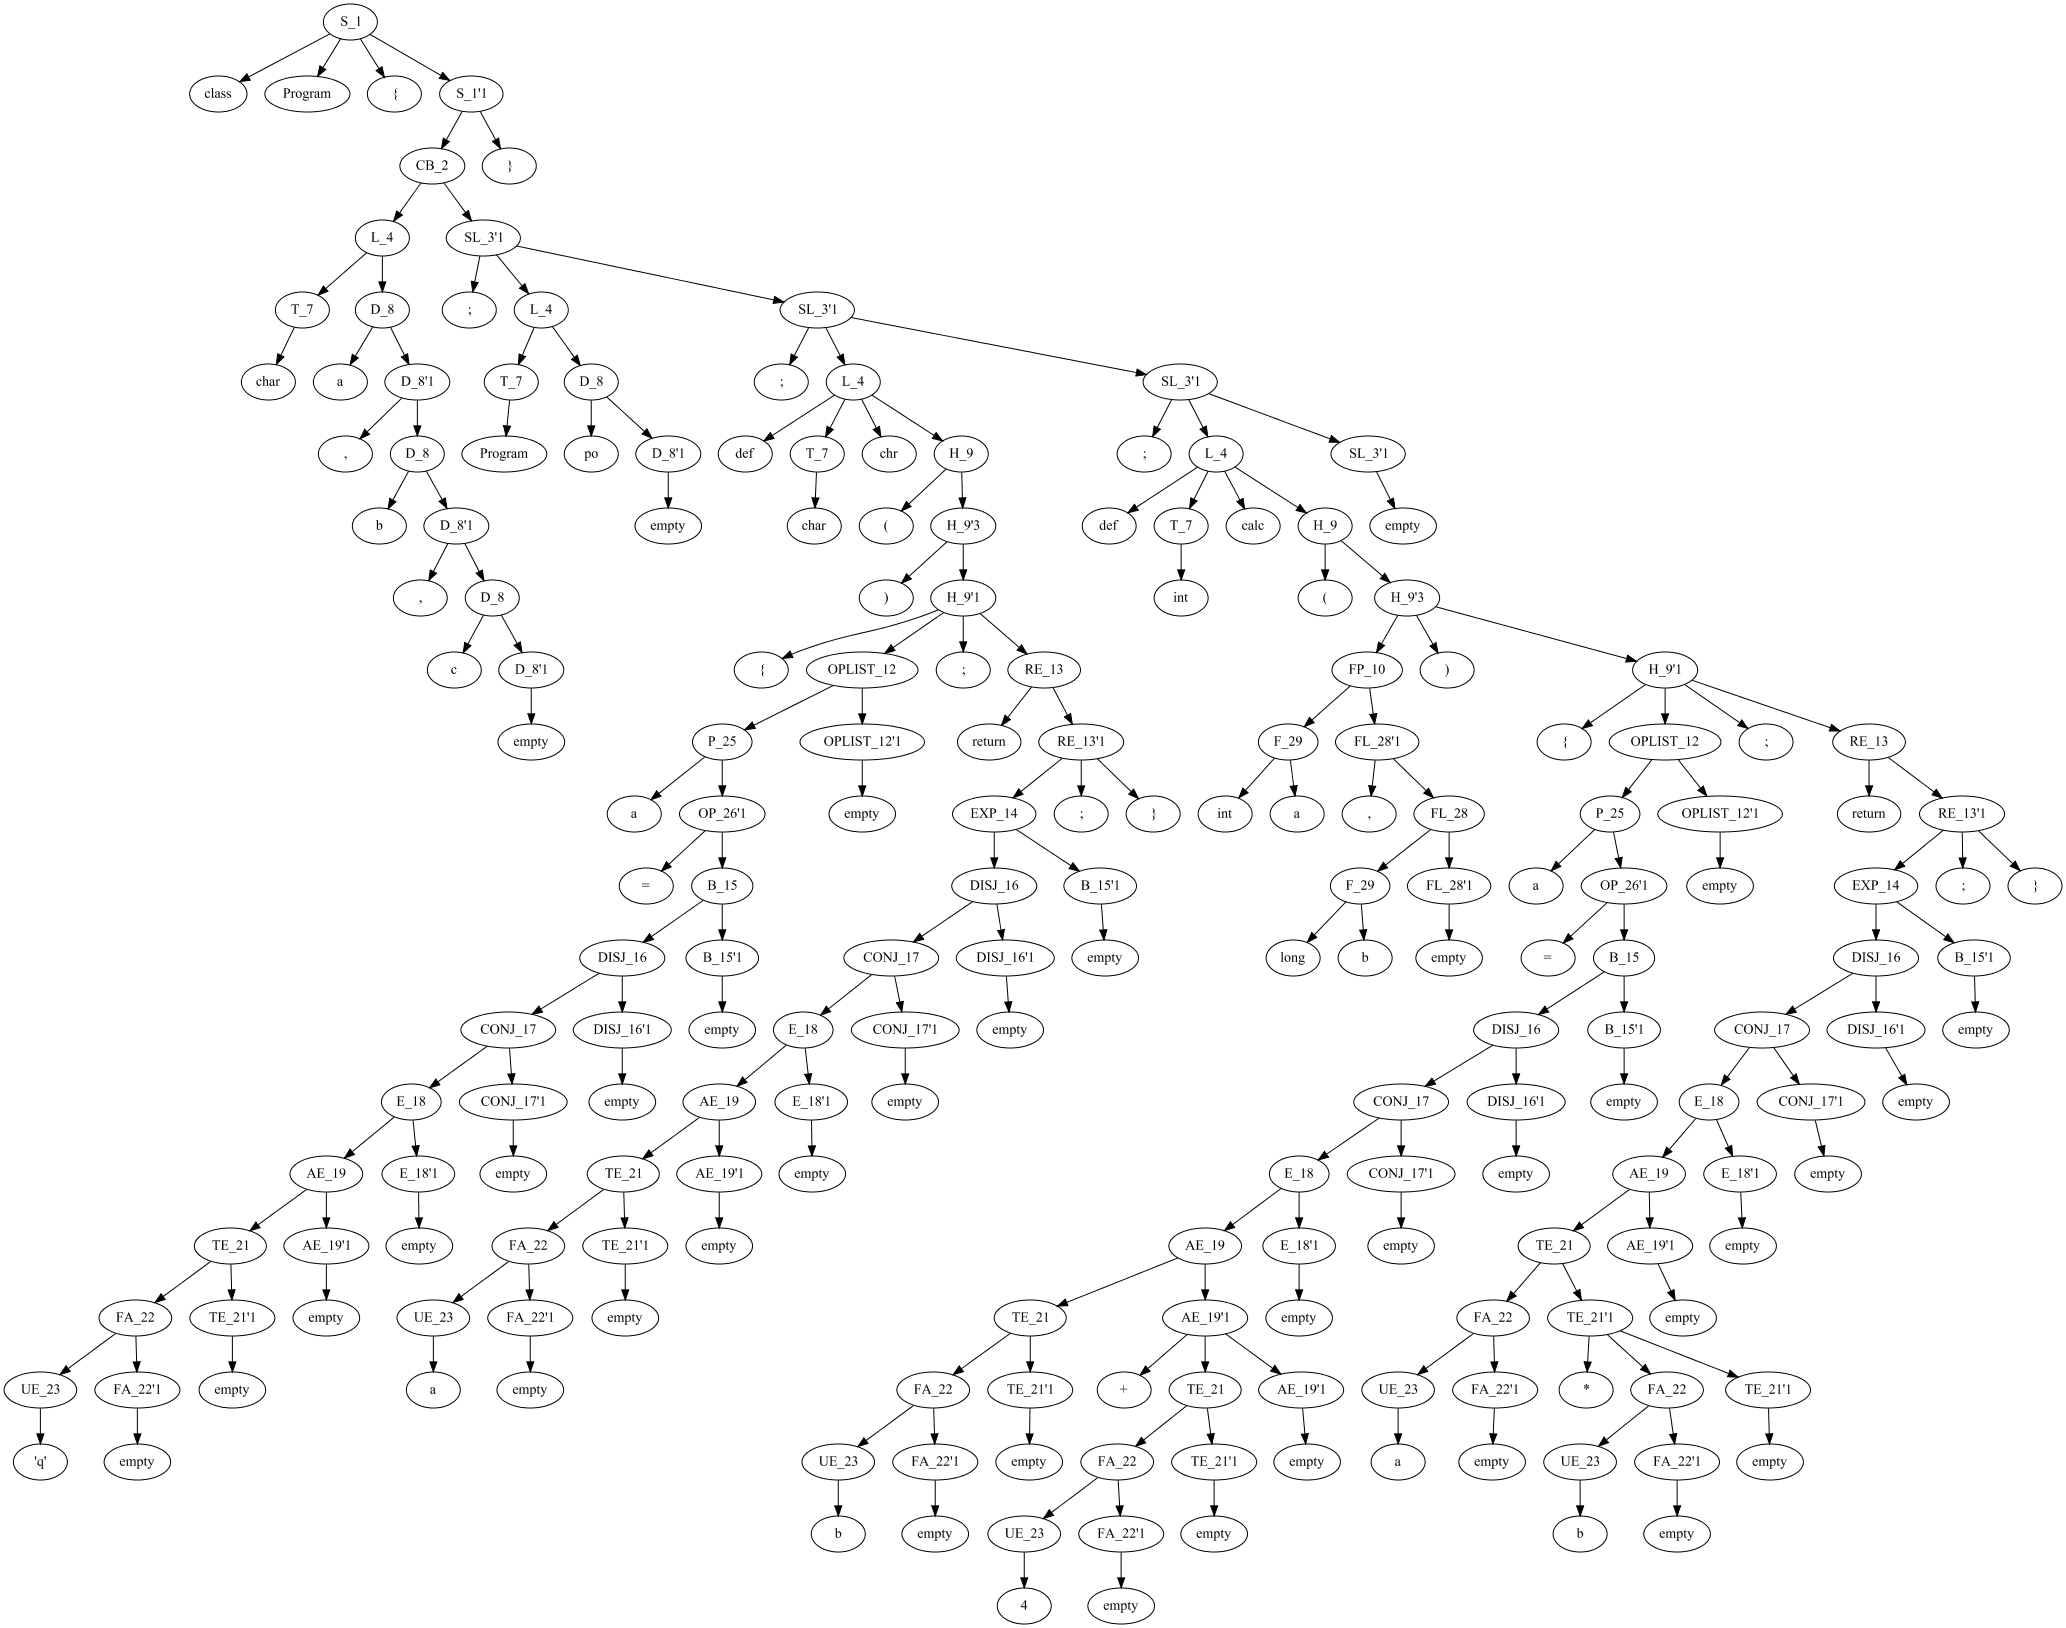 S_1
class Program { S_1'1
CB_2 }
L_4 SL_3'1
T_7 D_8 ; L_4 SL_3'1
char a D_8'1 T_7 D_8 ; L_4 SL_3'1
, D_8 Program po D_8'1 def T_7 chr H_9 ; L_4 SL_3'1
b D_8'1 empty char ( H_9'3 def T_7 calc H_9 empty
, D_8 ) H_9'1 int ( H_9'3
c D_8'1 { OPLIST_12 ; RE_13 FP_10 ) H_9'1
empty P_25 OPLIST_12'1 return RE_13'1 F_29 FL_28'1 { OPLIST_12 ; RE_13
a OP_26'1 empty EXP_14 ; } int a , FL_28 P_25 OPLIST_12'1 return RE_13'1
= B_15 DISJ_16 B_15'1 F_29 FL_28'1 a OP_26'1 empty EXP_14 ; }
DISJ_16 B_15'1 CONJ_17 DISJ_16'1 empty long b empty = B_15 DISJ_16 B_15'1
CONJ_17 DISJ_16'1 empty E_18 CONJ_17'1 empty DISJ_16 B_15'1 CONJ_17 DISJ_16'1 empty
E_18 CONJ_17'1 empty AE_19 E_18'1 empty CONJ_17 DISJ_16'1 empty E_18 CONJ_17'1 empty
AE_19 E_18'1 empty TE_21 AE_19'1 empty E_18 CONJ_17'1 empty AE_19 E_18'1 empty
TE_21 AE_19'1 empty FA_22 TE_21'1 empty AE_19 E_18'1 empty TE_21 AE_19'1 empty
FA_22 TE_21'1 empty UE_23 FA_22'1 empty TE_21 AE_19'1 empty FA_22 TE_21'1 empty
UE_23 FA_22'1 empty a empty FA_22 TE_21'1 + TE_21 AE_19'1 UE_23 FA_22'1 * FA_22 TE_21'1
'q' empty UE_23 FA_22'1 empty FA_22 TE_21'1 empty a empty UE_23 FA_22'1 empty
b empty UE_23 FA_22'1 empty b empty
4 empty